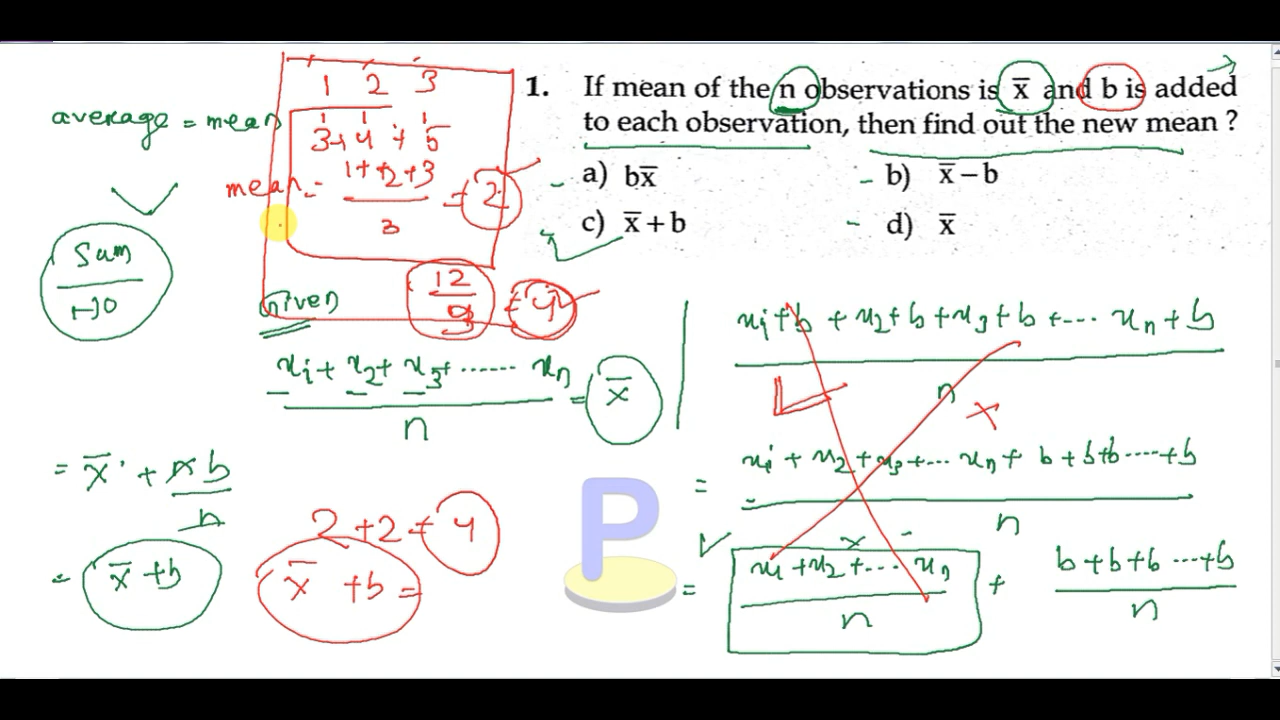 1. If mean of the n observations is x̅ and b is added
to each observation, then find out the new mean ?
a) bx̅
b) x̅ – b
c) x̅ + b
d) x̅
average = mean
1 2 3
3 + 4 + 5
mean = 1 + 2 + 3 / 3 = 2
Sum
12 / 3 = 4
Given
x₁ + x₂ + x₃ + ...... xₙ / n = x̅
= x̅ + nb / n
= x̅ + b
2 + 2 = 4
x̅ + b =
x₁ + b + x₂ + b + x₃ + b + ... xₙ + b / n
= x₁ + x₂ + x₃ + ... xₙ + b + b + b ..... + b / n
= x₁ + x₂ + ... xₙ / n + b + b + b ... + b / n
P